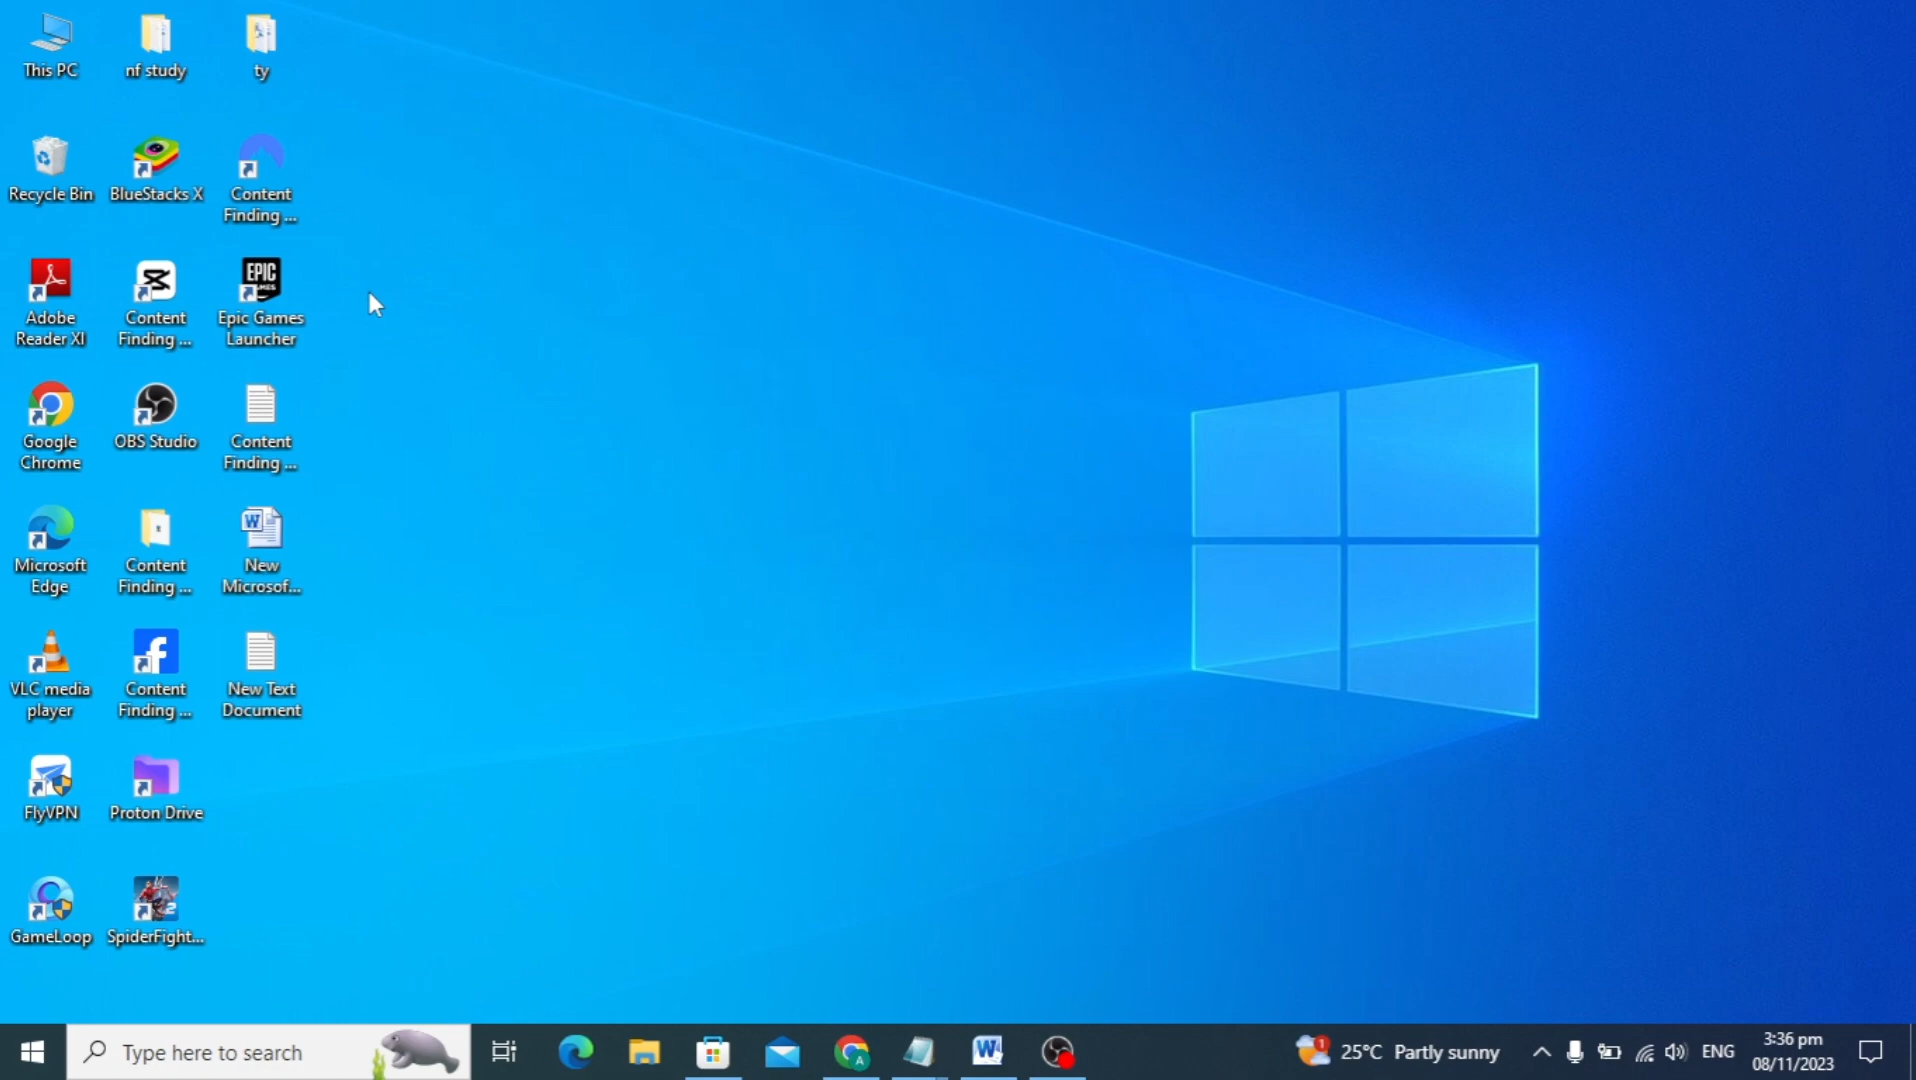 This PC
nf study
ty
Recycle Bin
BlueStacks X
Content
Finding ...
Adobe
Reader XI
Content
Finding ...
EPIC
GAMES
Epic Games
Launcher
Google
Chrome
OBS Studio
Content
Finding ...
Microsoft
Edge
Content
Finding ...
W
New
Microsof...
VLC media
player
Content
Finding ...
New Text
Document
FlyVPN
Proton Drive
GameLoop
2
SpiderFight...
Type here to search
A
W
1
25°C Partly sunny
ENG
3:36 pm
08/11/2023